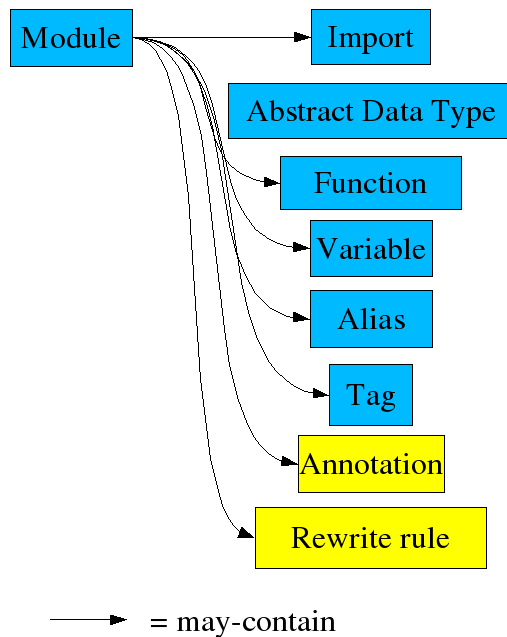 Module
Import
Abstract Data Type
Function
Variable
Alias
Tag
Annotation
Rewrite rule
= may-contain